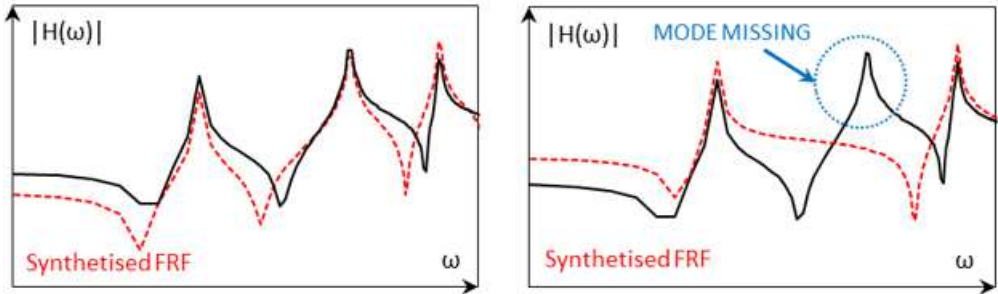 |H(ω)|
Synthetised FRF
ω
|H(ω)|
MODE MISSING
Synthetised FRF
ω